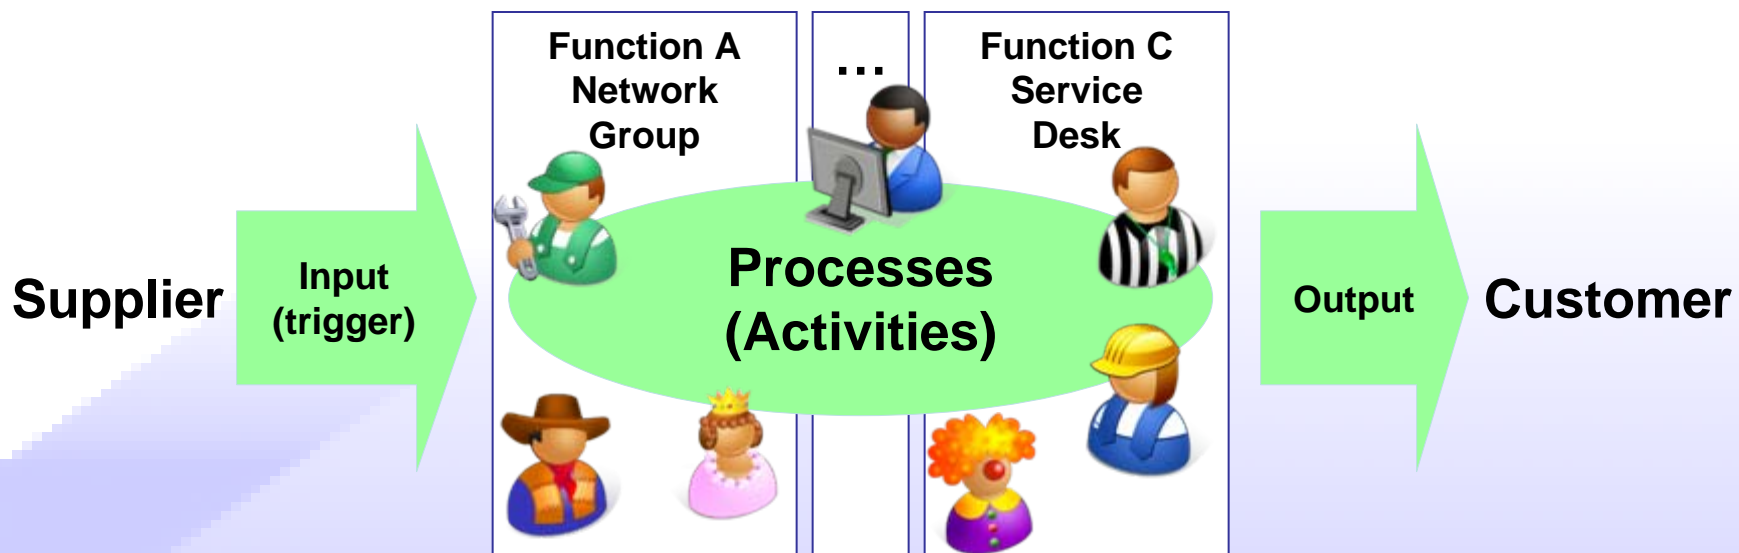 Supplier
Input
(trigger)
Function A
Network
Group
...
Function C
Service
Desk
Processes
(Activities)
Output
Customer